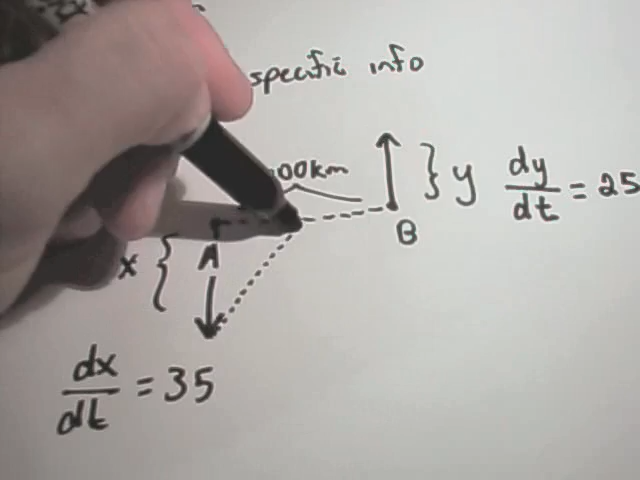 specific info
00km
} y dy/dt = 25
B
x { A
dx/dt = 35